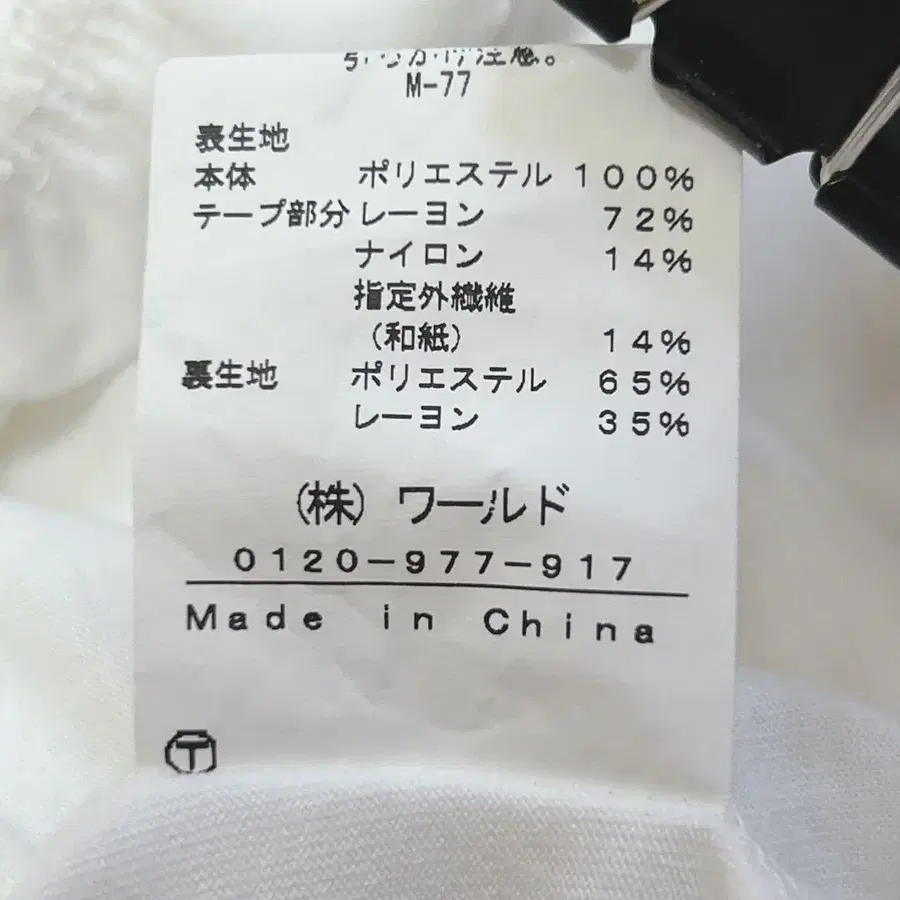 注意。
M-77
表生地
本体 ポリエステル 100%
テープ部分 レーヨン 72%
ナイロン 14%
指定外繊維
(和紙) 14%
裏生地 ポリエステル 65%
レーヨン 35%
(株) ワールド
0120-977-917
Made in China
T